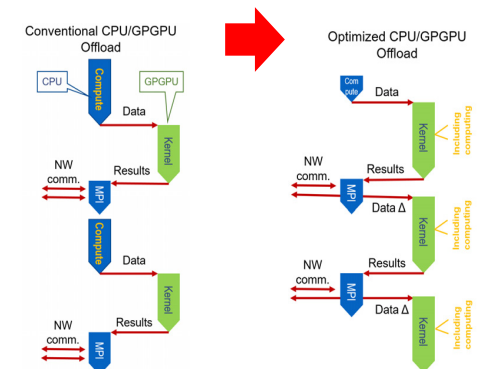 Conventional CPU/GPGPU
Offload
CPU
Compute
GPGPU
Data
Kernel
NW
comm.
Results
MPI
Compute
Data
Kernel
NW
comm.
Results
MPI
Optimized CPU/GPGPU
Offload
Com
pute
Data
Kernel
Including
computing
NW
comm.
Results
MPI
Data Δ
Kernel
Including
computing
NW
comm.
Results
MPI
Data Δ
Kernel
Including
computing